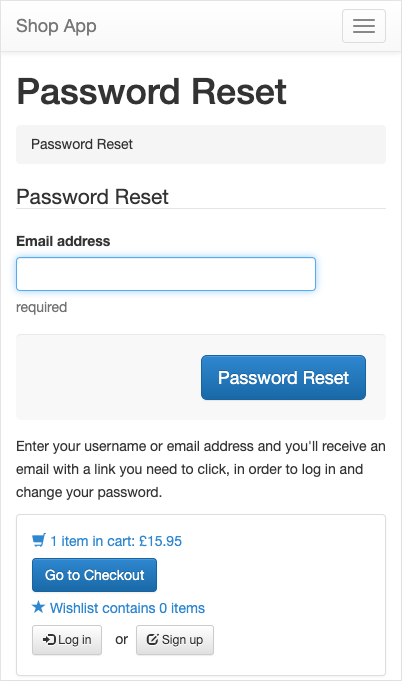 Shop App
Password Reset
Password Reset
Password Reset
Email address
required
Password Reset
Enter your username or email address and you'll receive an
email with a link you need to click, in order to log in and
change your password.
1 item in cart: £15.95
Go to Checkout
Wishlist contains 0 items
Log in or Sign up